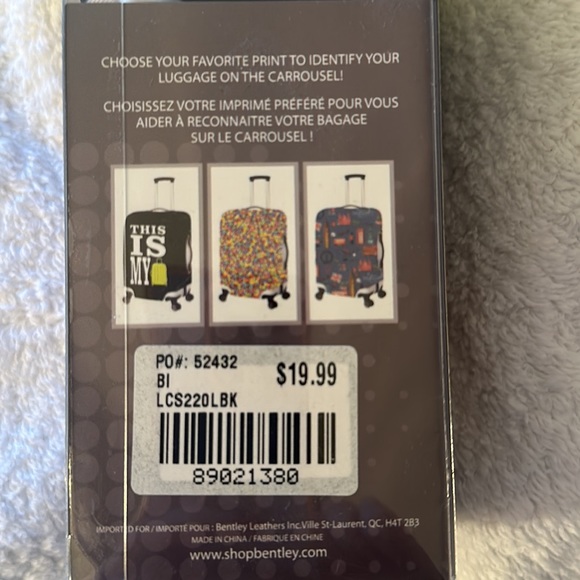 CHOOSE YOUR FAVORITE PRINT TO IDENTIFY YOUR
LUGGAGE ON THE CARROUSEL!
CHOISISSEZ VOTRE IMPRIMÉ PRÉFÉRÉ POUR VOUS
AIDER À RECONNAITRE VOTRE BAGAGE
SUR LE CARROUSEL !
THIS
IS
MY
PO#: 52432
BI
$19.99
LCS220LBK
89021380
IMPORTED FOR / IMPORTÉ POUR : Bentley Leathers Inc. Ville St-Laurent, QC, H4T 2B3
MADE IN CHINA / FABRIQUÉ EN CHINE
www.shopbentley.com